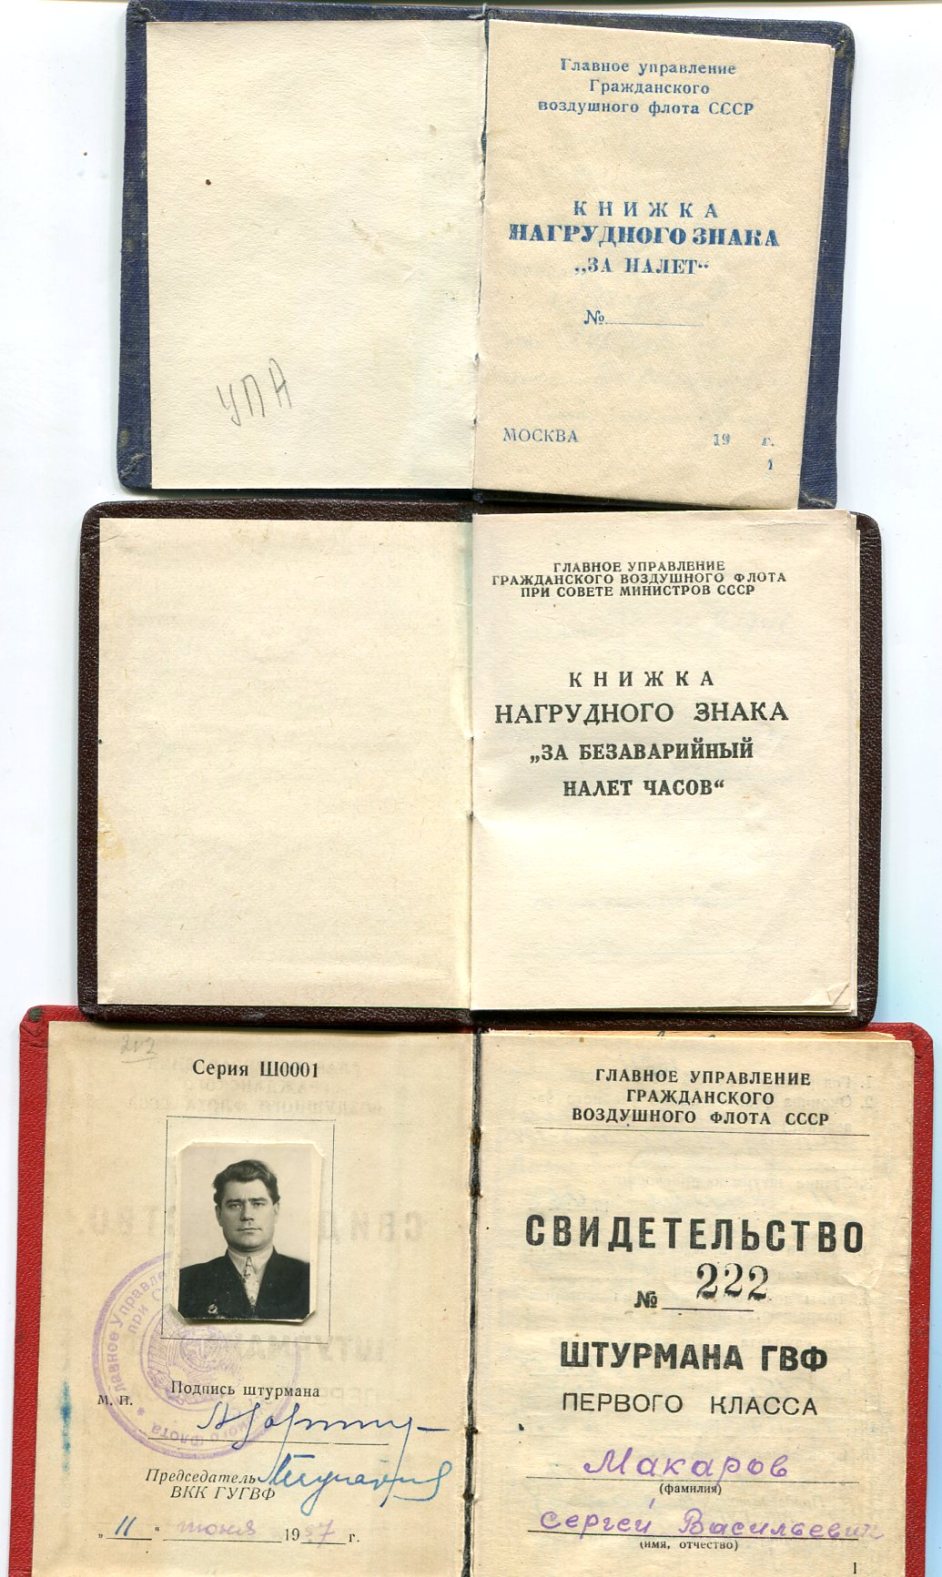 Главное управление
Гражданского
воздушного флота СССР
КНИЖКА
НАГРУДНОГО ЗНАКА
„ЗА НАЛЕТ“
№
МОСКВА 19 г.
1
УПА
ГЛАВНОЕ УПРАВЛЕНИЕ
ГРАЖДАНСКОГО ВОЗДУШНОГО ФЛОТА
ПРИ СОВЕТЕ МИНИСТРОВ СССР
КНИЖКА
НАГРУДНОГО ЗНАКА
„ЗА БЕЗАВАРИЙНЫЙ
НАЛЕТ ЧАСОВ“
Серия Ш0001
М. П.
Подпись штурмана
Председатель
ВКК ГУГВФ
„11“ июня 1957 г.
ГЛАВНОЕ УПРАВЛЕНИЕ
ГРАЖДАНСКОГО
ВОЗДУШНОГО ФЛОТА СССР
СВИДЕТЕЛЬСТВО
№ 222
ШТУРМАНА ГВФ
ПЕРВОГО КЛАССА
Макаров
(фамилия)
Сергей Васильевич
(имя, отчество)
1